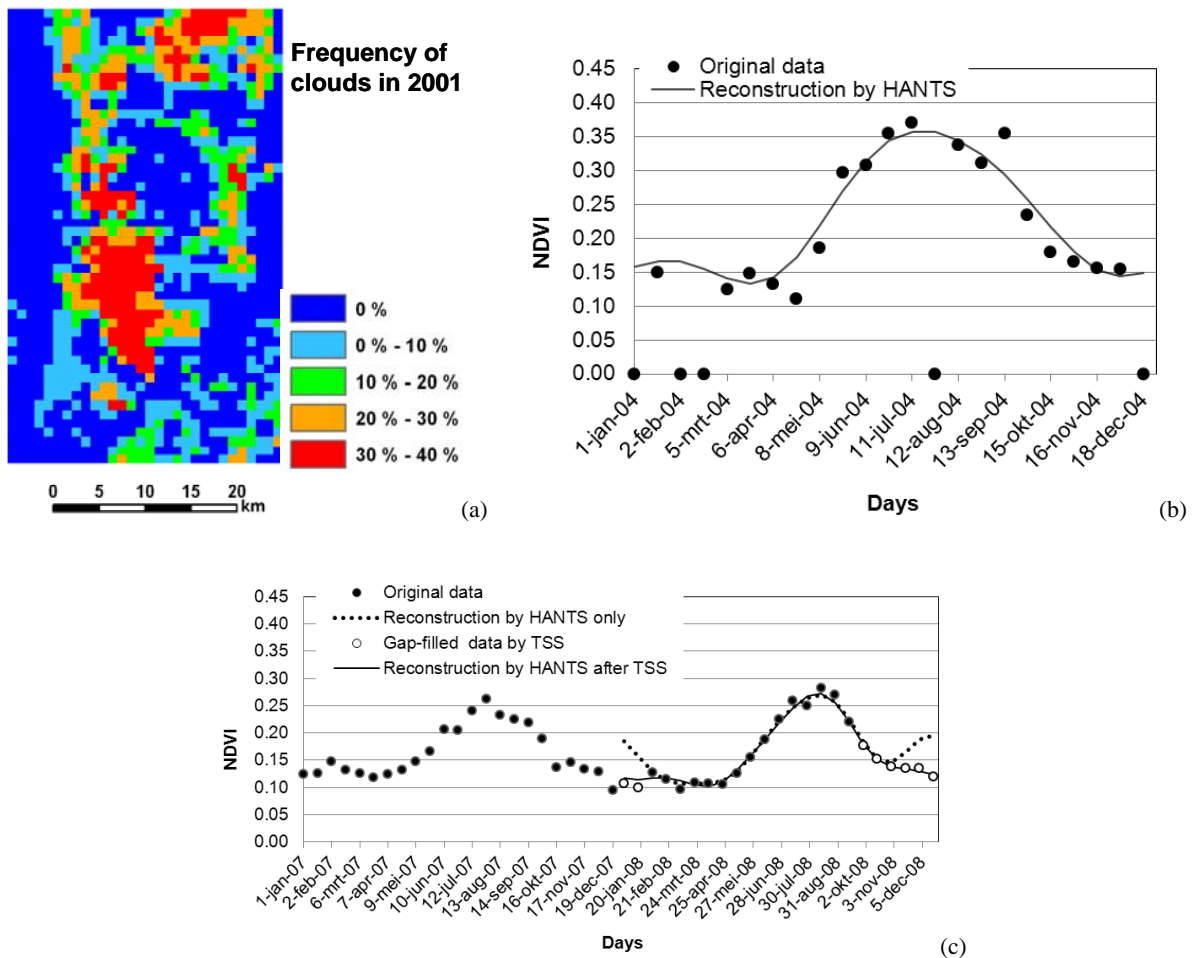 Frequency of
clouds in 2001
0 %
0 % - 10 %
10 % - 20 %
20 % - 30 %
30 % - 40 %
0 5 10 15 20
km
(a)
Original data
Reconstruction by HANTS
NDVI
0.45
0.40
0.35
0.30
0.25
0.20
0.15
0.10
0.05
0.00
1-jan-04
2-feb-04
5-mrt-04
6-apr-04
8-mei-04
9-jun-04
11-jul-04
12-aug-04
13-sep-04
15-okt-04
16-nov-04
18-dec-04
Days
(b)
Original data
Reconstruction by HANTS only
Gap-filled data by TSS
Reconstruction by HANTS after TSS
NDVI
0.45
0.40
0.35
0.30
0.25
0.20
0.15
0.10
0.05
0.00
1-jan-07
2-feb-07
6-mrt-07
7-apr-07
9-mei-07
10-jun-07
12-jul-07
13-aug-07
14-sep-07
16-okt-07
17-nov-07
19-dec-07
20-jan-08
21-feb-08
24-mrt-08
25-apr-08
27-mei-08
28-jun-08
30-jul-08
31-aug-08
2-okt-08
3-nov-08
5-dec-08
Days
(c)